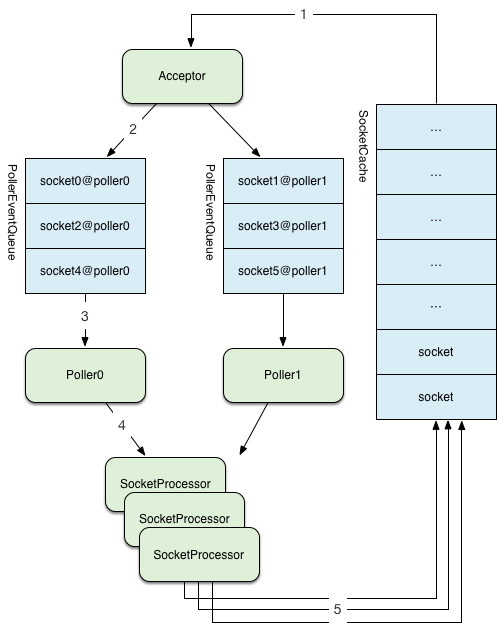 1
Acceptor
2
SocketCache
...
...
...
...
...
socket
socket
PollerEventQueue
socket0@poller0
socket2@poller0
socket4@poller0
PollerEventQueue
socket1@poller1
socket3@poller1
socket5@poller1
3
Poller0
Poller1
4
SocketProcessor
SocketProcessor
SocketProcessor
5